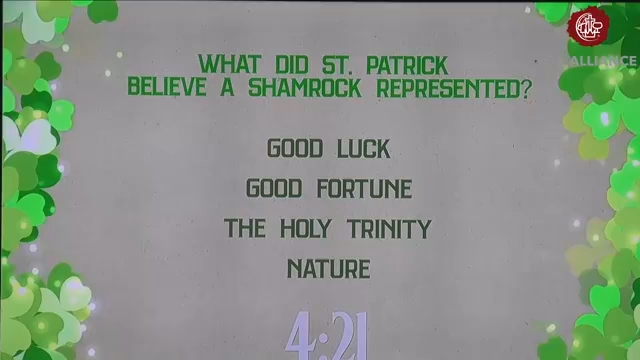 ALLIANCE
WHAT DID ST. PATRICK
BELIEVE A SHAMROCK REPRESENTED?
GOOD LUCK
GOOD FORTUNE
THE HOLY TRINITY
NATURE
4:21